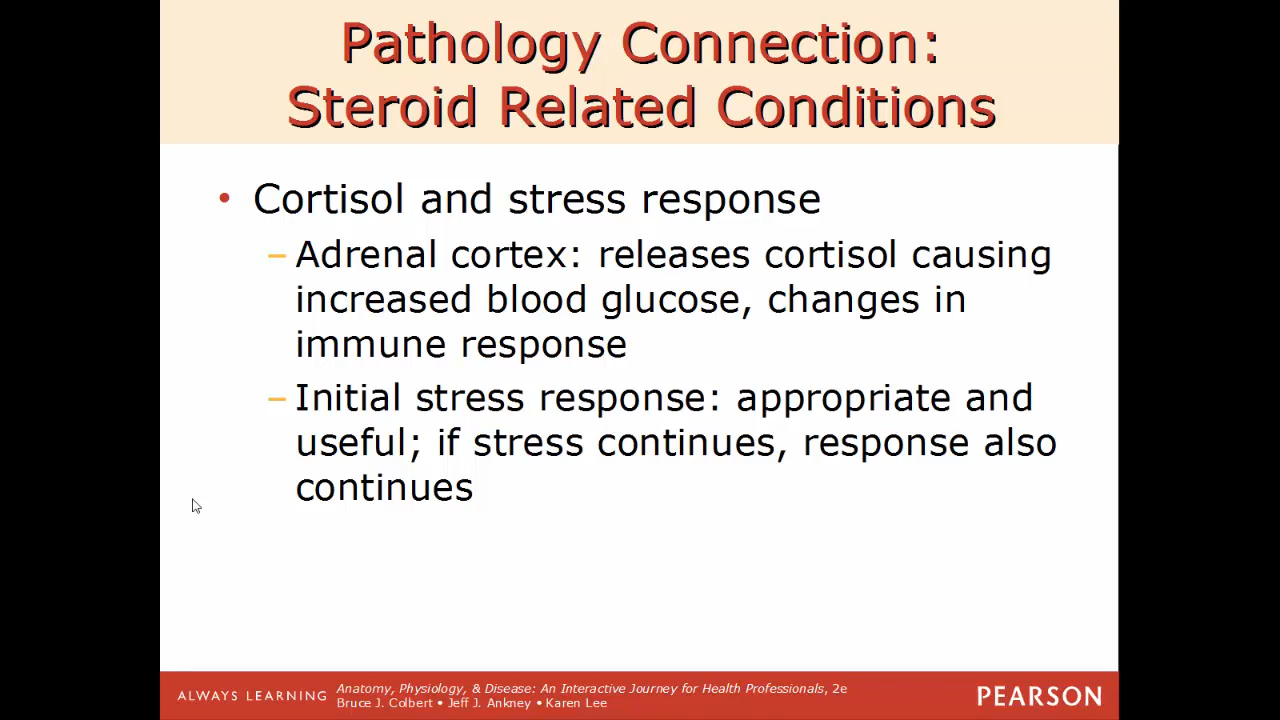 Pathology Connection:
Steroid Related Conditions
• Cortisol and stress response
– Adrenal cortex: releases cortisol causing
increased blood glucose, changes in
immune response
– Initial stress response: appropriate and
useful; if stress continues, response also
continues
ALWAYS LEARNING
Anatomy, Physiology, & Disease: An Interactive Journey for Health Professionals, 2e
Bruce J. Colbert • Jeff J. Ankney • Karen Lee
PEARSON